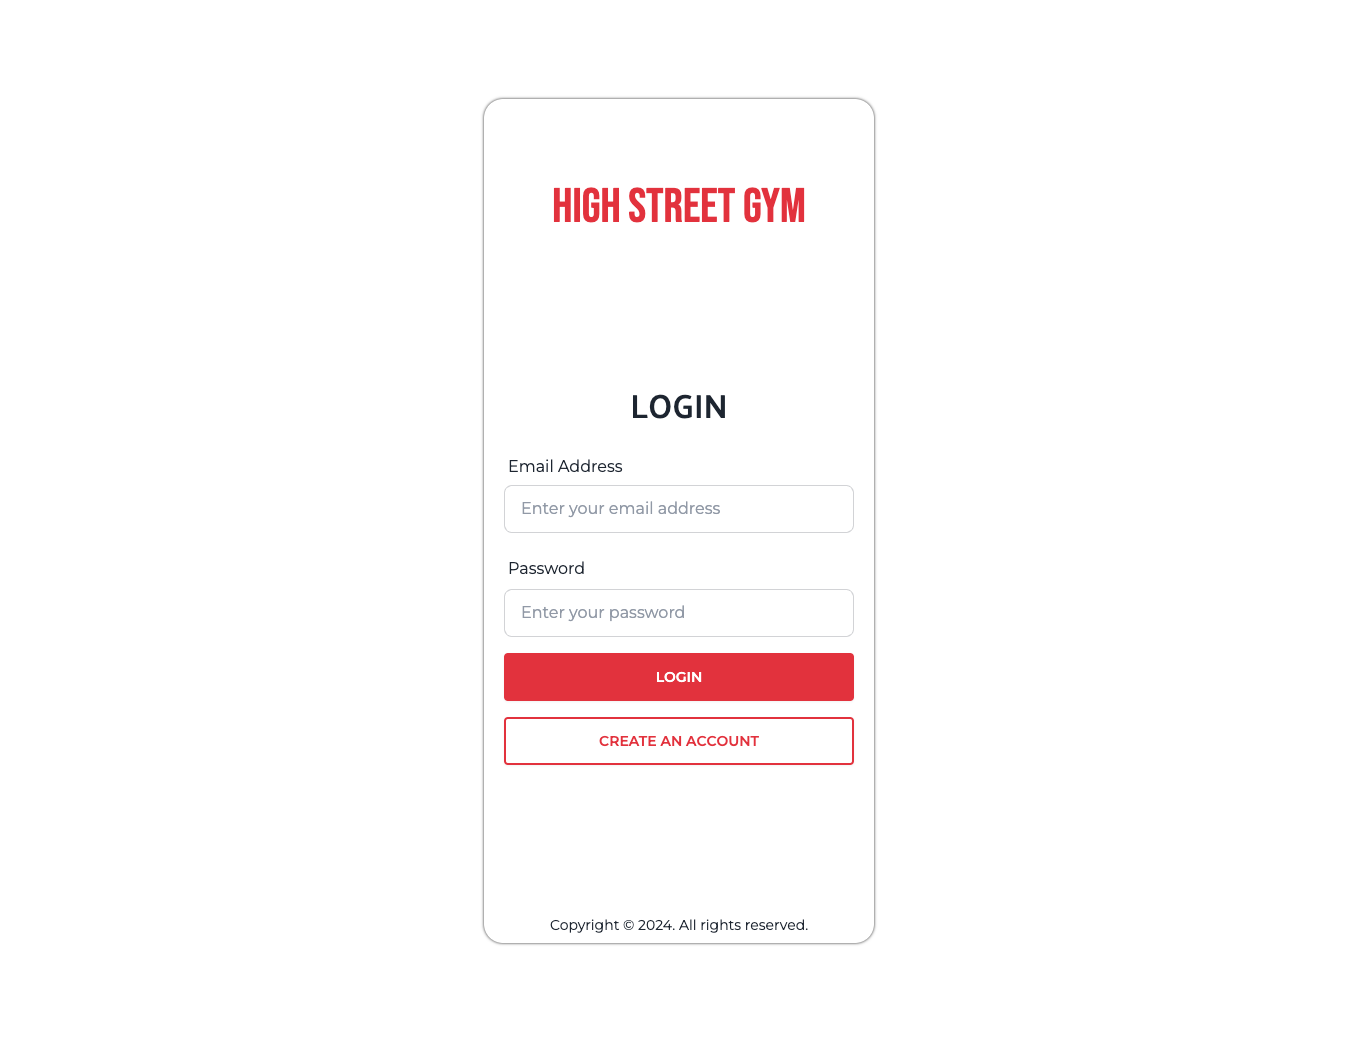 HIGH STREET GYM
LOGIN
Email Address
Enter your email address
Password
Enter your password
LOGIN
CREATE AN ACCOUNT
Copyright © 2024. All rights reserved.